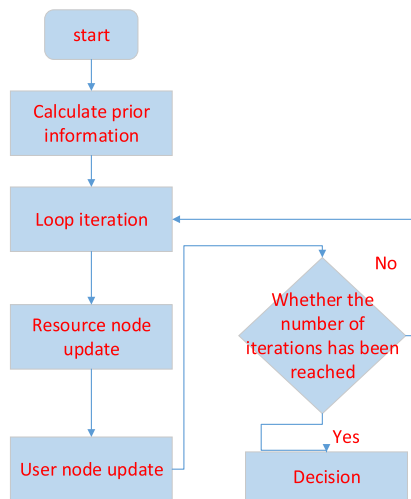 start
Calculate prior
information
Loop iteration
Resource node
update
User node update
No
Whether the
number of
iterations has been
reached
Yes
Decision